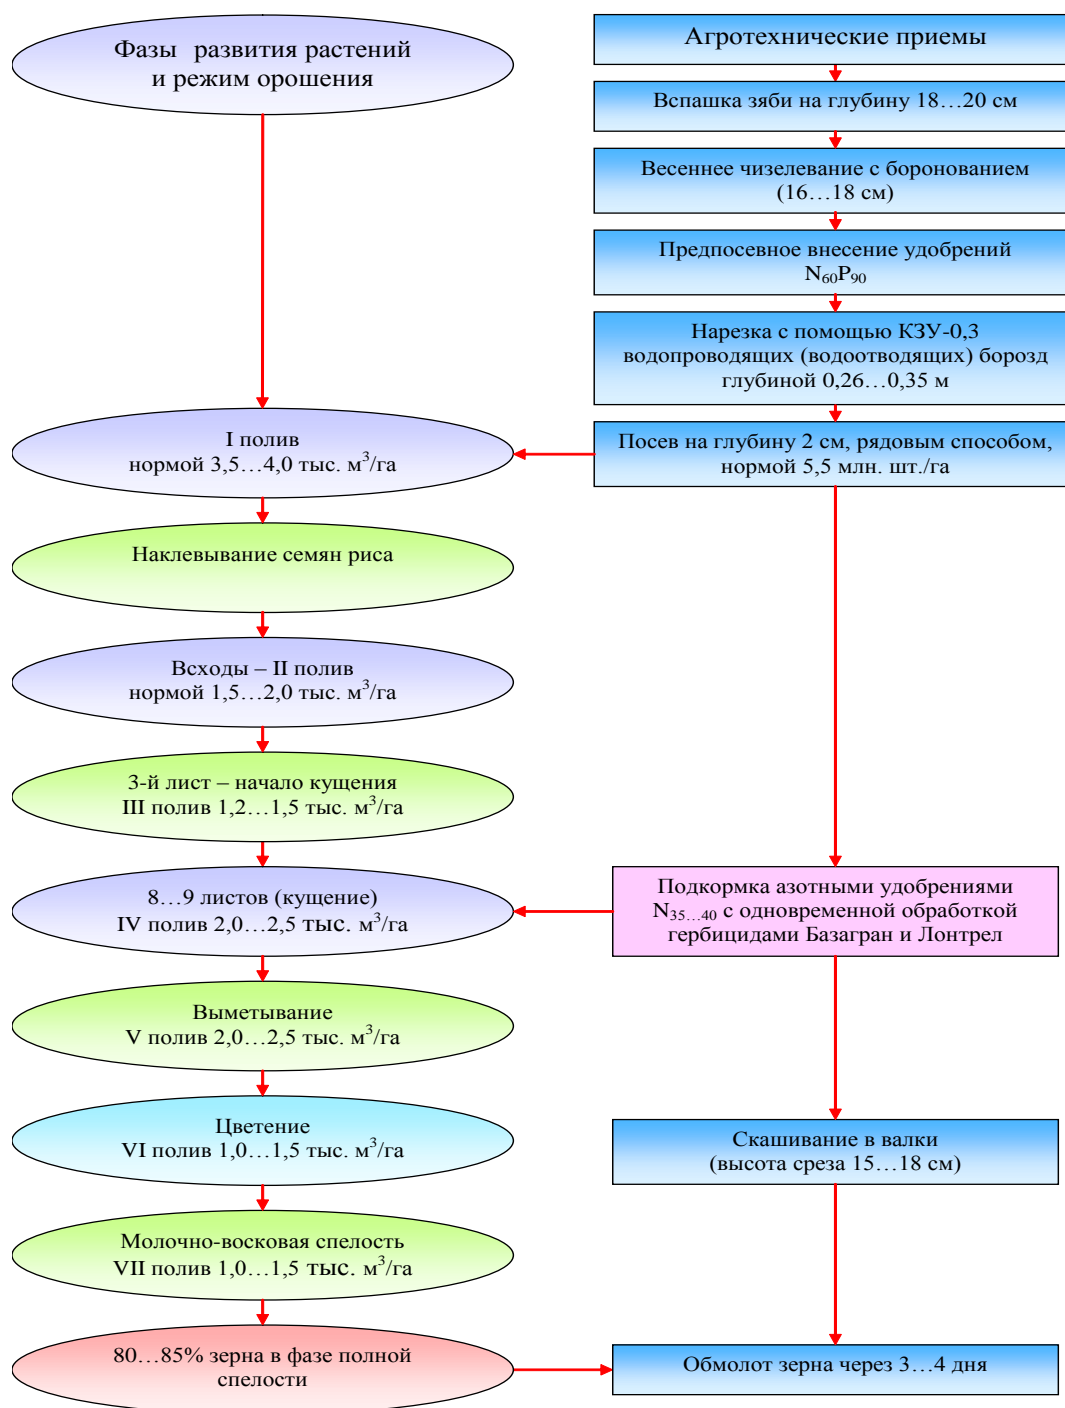 Фазы развития растений
и режим орошения
I полив
нормой 3,5…4,0 тыс. м³/га
Наклевывание семян риса
Всходы – II полив
нормой 1,5…2,0 тыс. м³/га
3-й лист – начало кущения
III полив 1,2…1,5 тыс. м³/га
8…9 листов (кущение)
IV полив 2,0…2,5 тыс. м³/га
Выметывание
V полив 2,0…2,5 тыс. м³/га
Цветение
VI полив 1,0…1,5 тыс. м³/га
Молочно-восковая спелость
VII полив 1,0…1,5 тыс. м³/га
80…85% зерна в фазе полной
спелости
Агротехнические приемы
Вспашка зяби на глубину 18…20 см
Весеннее чизелевание с боронованием
(16…18 см)
Предпосевное внесение удобрений
N₆₀P₉₀
Нарезка с помощью КЗУ-0,3
водопроводящих (водоотводящих) борозд
глубиной 0,26…0,35 м
Посев на глубину 2 см, рядовым способом,
нормой 5,5 млн. шт./га
Подкормка азотными удобрениями
N₃₅…₄₀ с одновременной обработкой
гербицидами Базагран и Лонтрел
Скашивание в валки
(высота среза 15…18 см)
Обмолот зерна через 3…4 дня